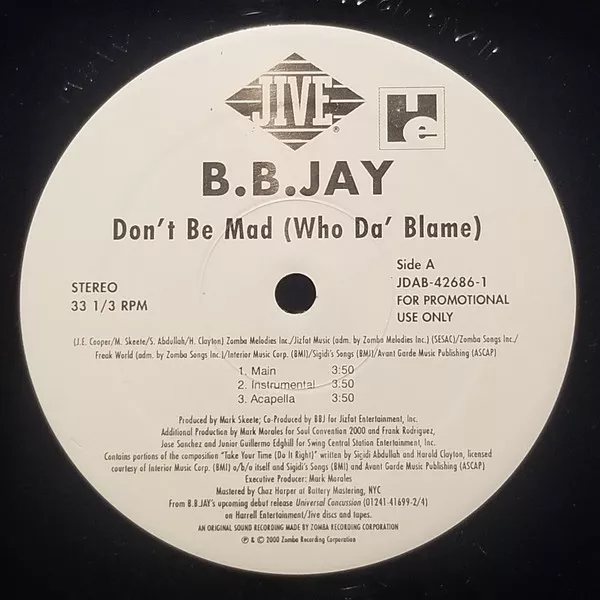 JIVE®
He
B.B.JAY
Don't Be Mad (Who Da' Blame)
STEREO
33 1/3 RPM
Side A
JDAB-42686-1
FOR PROMOTIONAL
USE ONLY
(J.E. Cooper/M. Skeete/S. Abdullah/H. Clayton) Zomba Melodies Inc./Jizfat Music (adm. by Zomba Melodies Inc.) (SESAC)/Zomba Songs Inc./
Freak World (adm. by Zomba Songs Inc.)/Interior Music Corp. (BMI)/Sigidi's Songs (BMI)/Avant Garde Music Publishing (ASCAP)
1. Main 3:50
2. Instrumental 3:50
3. Acapella 3:50
Produced by Mark Skeete; Co-Produced by BBJ for Jizfat Entertainment, Inc.
Additional Production by Mark Morales for Soul Convention 2000 and Frank Rodriguez,
Jose Sanchez and Junior Guillermo Edghill for Swing Central Station Entertainment, Inc.
Contains portions of the composition "Take Your Time (Do It Right)" written by Sigidi Abdullah and Harold Clayton, licensed
courtesy of Interior Music Corp. (BMI) o/b/o itself and Sigidi's Songs (BMI) and Avant Garde Music Publishing (ASCAP)
Executive Producer: Mark Morales
Mastered by Chaz Harper at Battery Mastering, NYC
From B.B.JAY's upcoming debut release Universal Concussion (01241-41699-2/4)
on Harrell Entertainment/Jive discs and tapes.
AN ORIGINAL SOUND RECORDING MADE BY ZOMBA RECORDING CORPORATION
℗ & © 2000 Zomba Recording Corporation